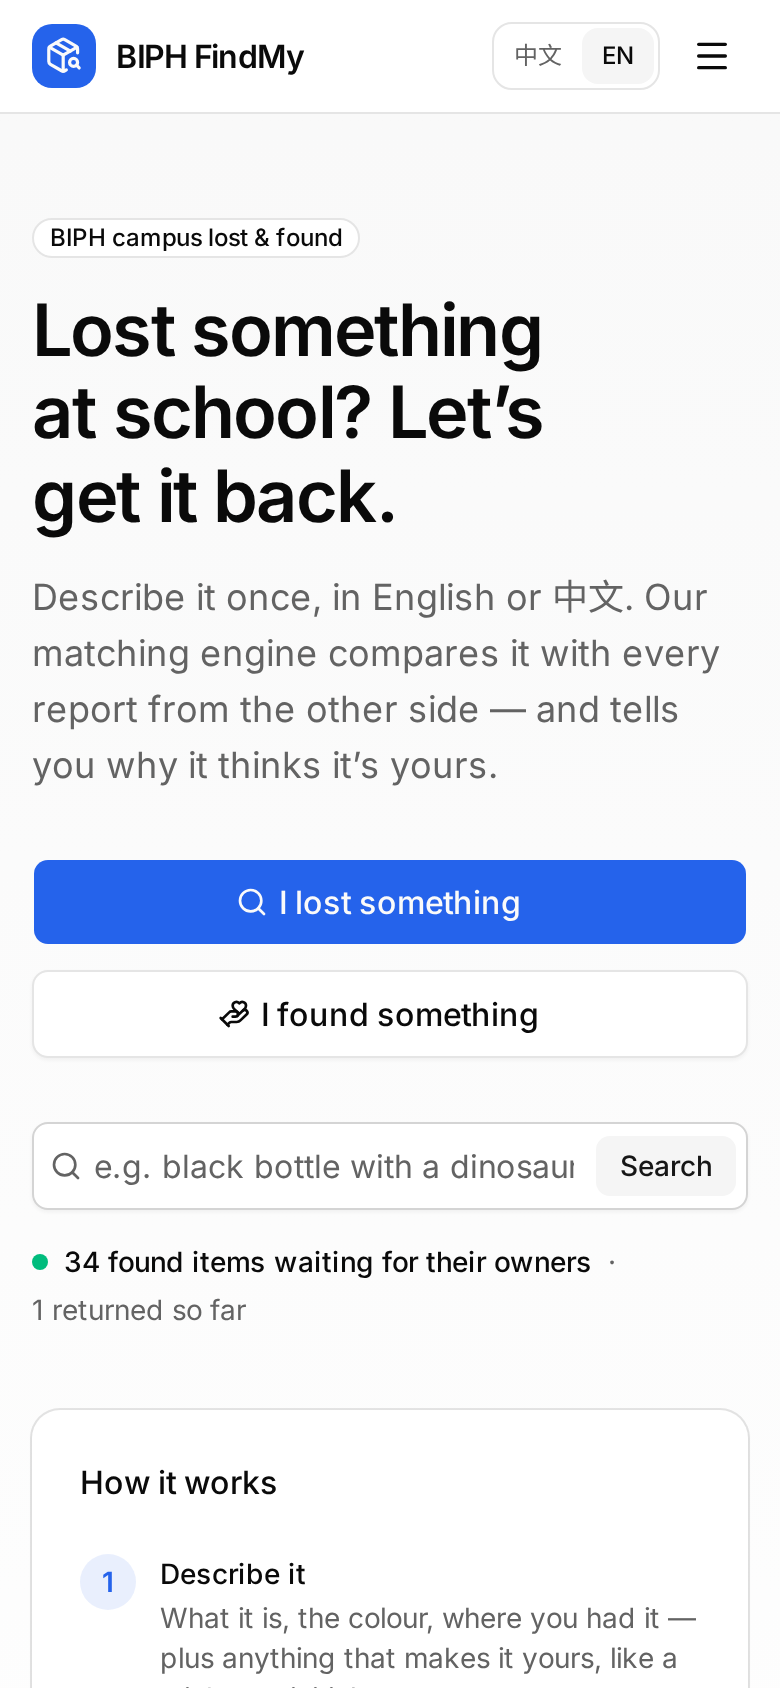 BIPH FindMy
中文
EN
BIPH campus lost & found
Lost something
at school? Let’s
get it back.
Describe it once, in English or 中文. Our
matching engine compares it with every
report from the other side — and tells
you why it thinks it’s yours.
I lost something
I found something
e.g. black bottle with a dinosaur
Search
34 found items waiting for their owners ·
1 returned so far
How it works
1
Describe it
What it is, the colour, where you had it —
plus anything that makes it yours, like a